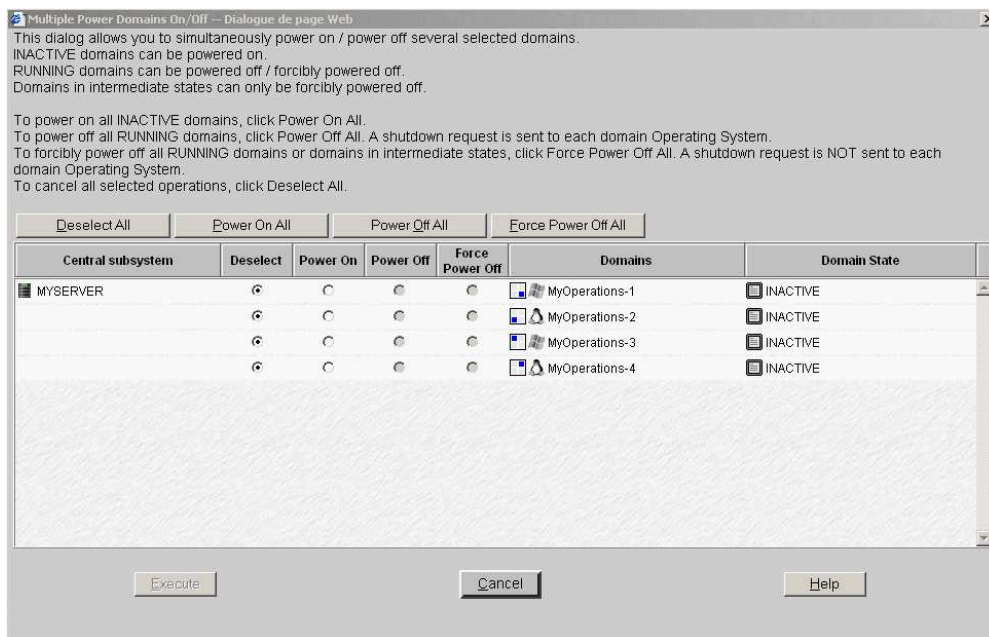 Multiple Power Domains On/Off -- Dialogue de page Web
This dialog allows you to simultaneously power on / power off several selected domains.
INACTIVE domains can be powered on.
RUNNING domains can be powered off / forcibly powered off.
Domains in intermediate states can only be forcibly powered off.
To power on all INACTIVE domains, click Power On All.
To power off all RUNNING domains, click Power Off All. A shutdown request is sent to each domain Operating System.
To forcibly power off all RUNNING domains or domains in intermediate states, click Force Power Off All. A shutdown request is NOT sent to each
domain Operating System.
To cancel all selected operations, click Deselect All.
Deselect All Power On All Power Off All Force Power Off All
Central subsystem Deselect Power On Power Off Force Power Off Domains Domain State
MYSERVER MyOperations-1 INACTIVE
MyOperations-2 INACTIVE
MyOperations-3 INACTIVE
MyOperations-4 INACTIVE
Execute Cancel Help